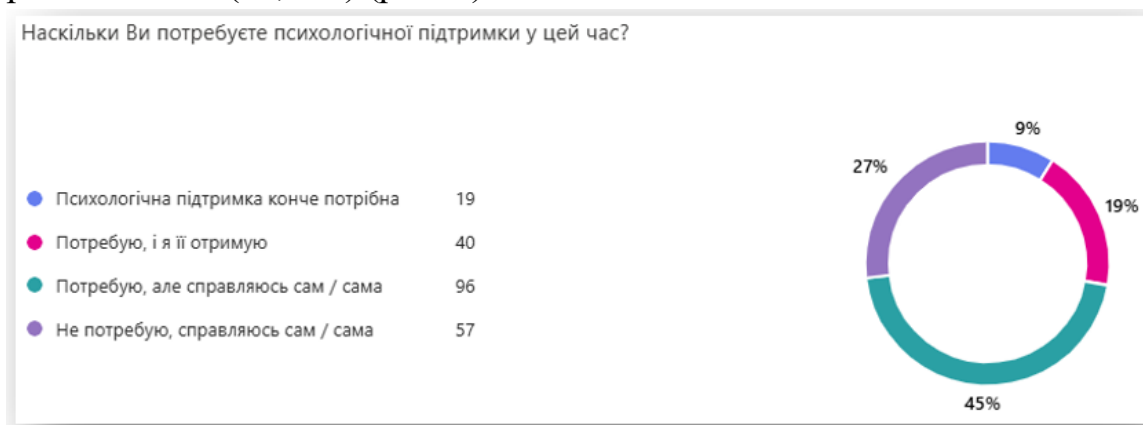 Наскільки Ви потребуєте психологічної підтримки у цей час?
Психологічна підтримка конче потрібна 19
Потребую, і я її отримую 40
Потребую, але справляюсь сам / сама 96
Не потребую, справляюсь сам / сама 57
9%
27%
19%
45%